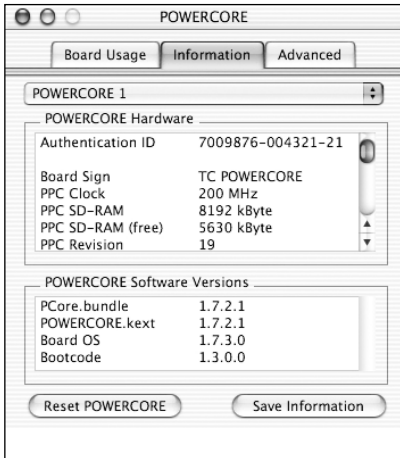 POWERCORE
Board Usage Information Advanced
POWERCORE 1
POWERCORE Hardware
Authentication ID 7009876-004321-21
Board Sign TC POWERCORE
PPC Clock 200 MHz
PPC SD-RAM 8192 kByte
PPC SD-RAM (free) 5630 kByte
PPC Revision 19
POWERCORE Software Versions
PCore.bundle 1.7.2.1
POWERCORE.kext 1.7.2.1
Board OS 1.7.3.0
Bootcode 1.3.0.0
Reset POWERCORE Save Information